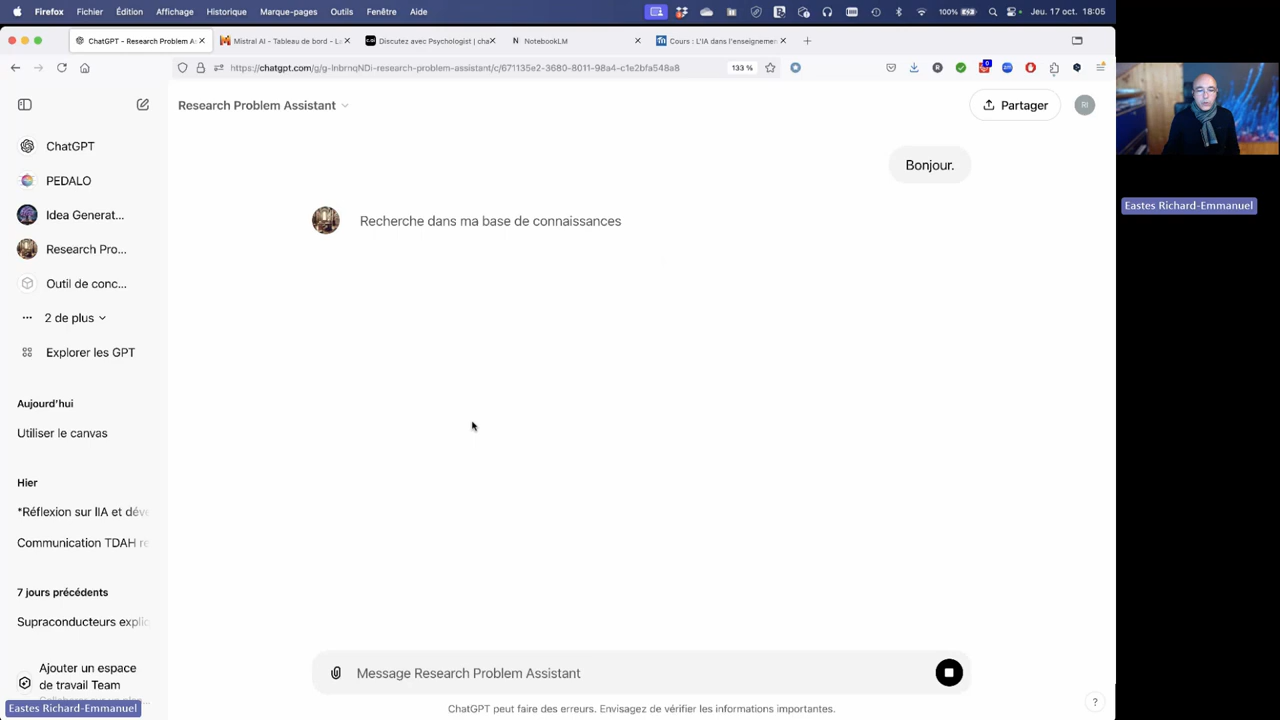 Firefox Fichier Édition Affichage Historique Marque-pages Outils Fenêtre Aide 100% Jeu. 17 oct. 18:05
ChatGPT - Research Problem A
Mistral AI - Tableau de bord - L
Discutez avec Psychologist | cha
NotebookLM
Cours : L'IA dans l'enseigneme
https://chatgpt.com/g/g-lnbrnqNDi-research-problem-assistant/c/671135e2-3680-8011-98a4-c1e2bfa548a8
133 %
Research Problem Assistant
Partager
RI
ChatGPT
PEDALO
Idea Generat...
Research Pro...
Outil de conc...
2 de plus
Explorer les GPT
Aujourd'hui
Utiliser le canvas
Hier
*Réflexion sur IIA et déve
Communication TDAH re
7 jours précédents
Supraconducteurs explic
Ajouter un espace
de travail Team
Eastes Richard-Emmanuel
Bonjour.
Recherche dans ma base de connaissances
Message Research Problem Assistant
ChatGPT peut faire des erreurs. Envisagez de vérifier les informations importantes.
?
Eastes Richard-Emmanuel